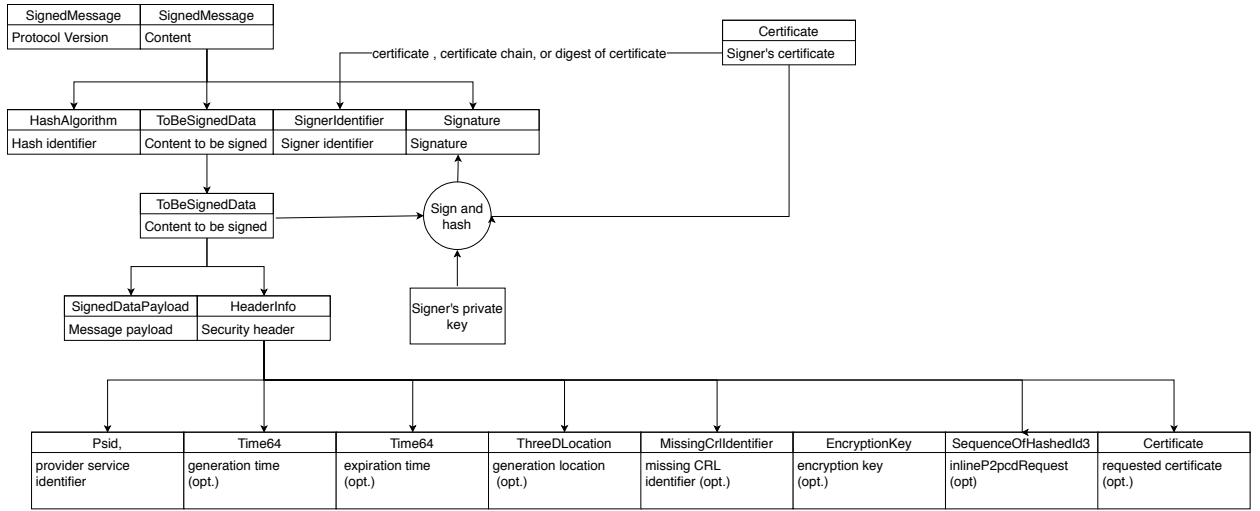 SignedMessage
SignedMessage
Protocol Version
Content
Certificate
Signer's certificate
certificate , certificate chain, or digest of certificate
HashAlgorithm
ToBeSignedData
SignerIdentifier
Signature
Hash identifier
Content to be signed
Signer identifier
Signature
ToBeSignedData
Content to be signed
Sign and
hash
SignedDataPayload
HeaderInfo
Message payload
Security header
Signer's private
key
Psid,
Time64
Time64
ThreeDLocation
MissingCrlIdentifier
EncryptionKey
SequenceOfHashedId3
Certificate
provider service
identifier
generation time
(opt.)
expiration time
(opt.)
generation location
(opt.)
missing CRL
identifier (opt.)
encryption key
(opt.)
inlineP2pcdRequest
(opt)
requested certificate
(opt.)